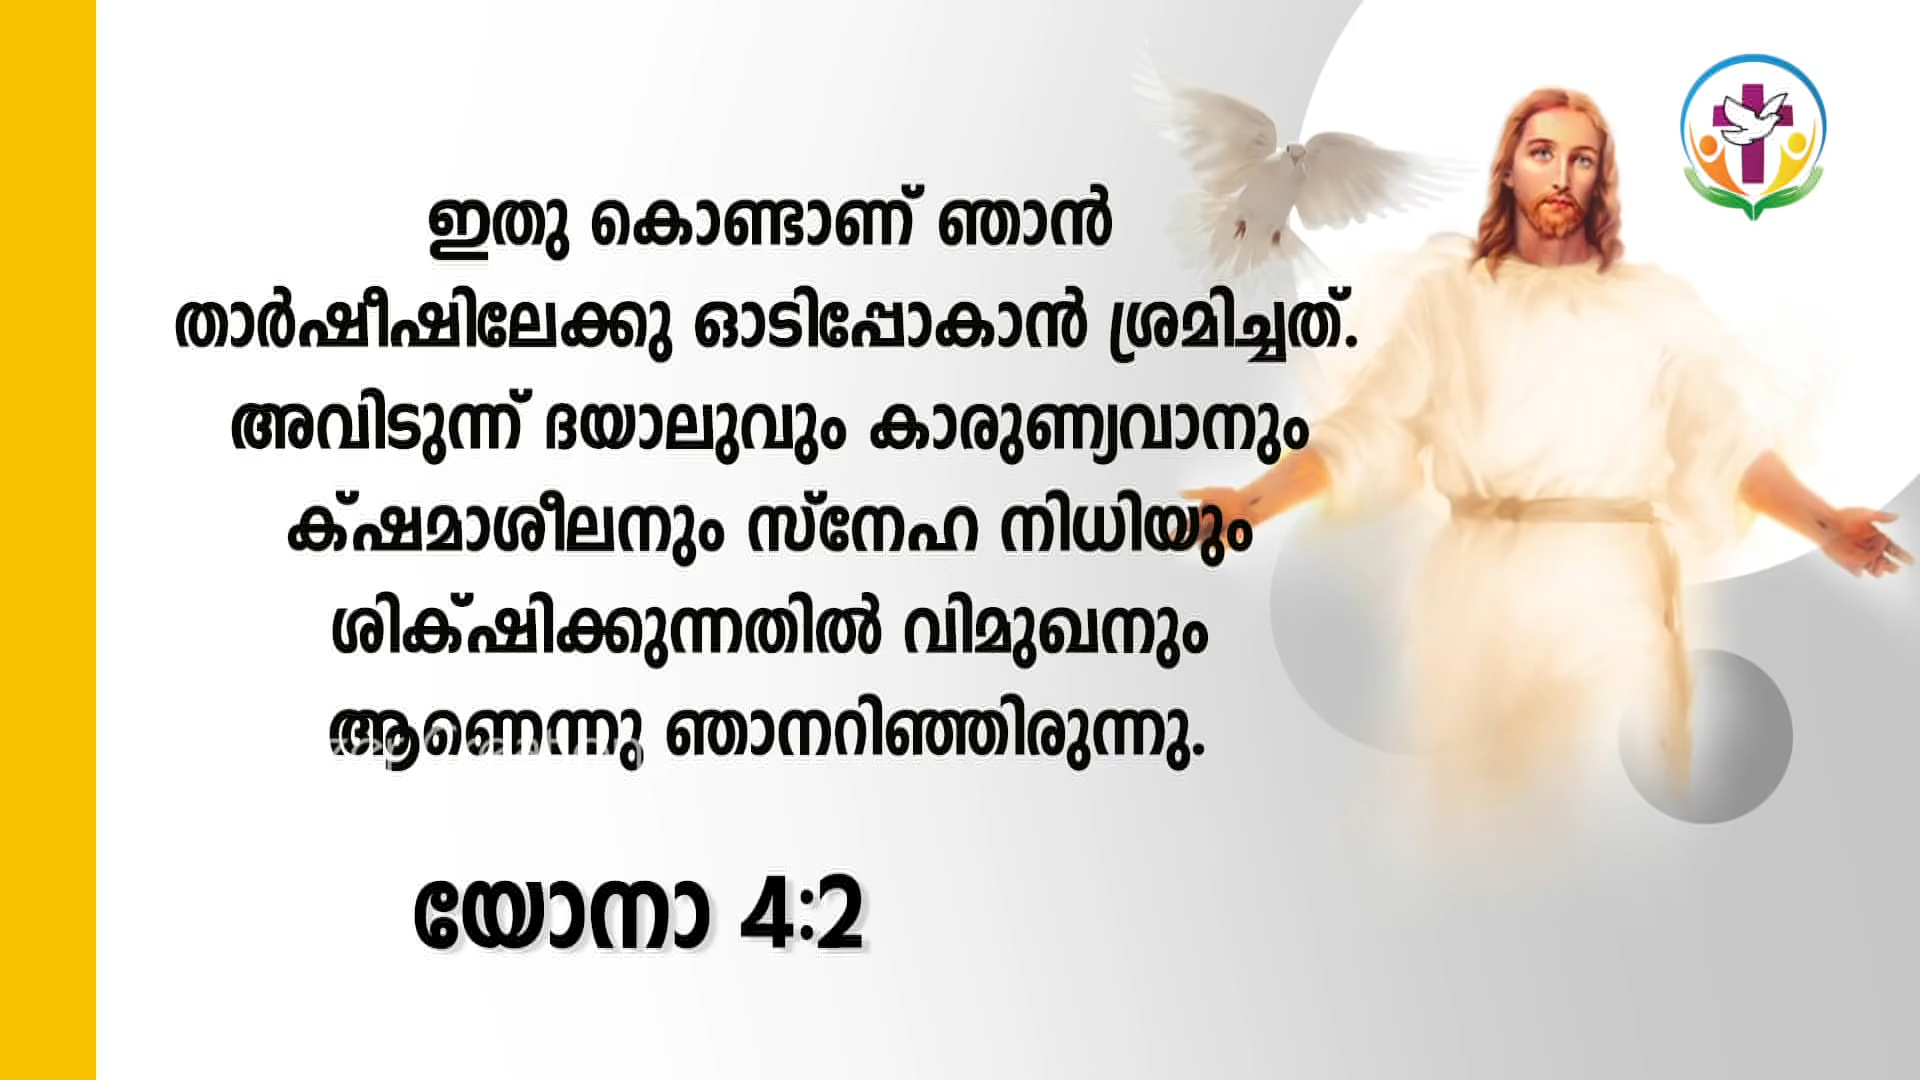 ഇതു കൊണ്ടാണ് ഞാൻ
താർഷീഷിലേക്കു ഓടിപ്പോകാൻ ശ്രമിച്ചത്.
അവിടുന്ന് ദയാലുവും കാരുണ്യവാനും
ക്‌ഷമാശീലനും സ്നേഹ നിധിയും
ശിക്‌ഷിക്കുന്നതിൽ വിമുഖനും
ആണെന്നു ഞാനറിഞ്ഞിരുന്നു.
യോനാ 4:2